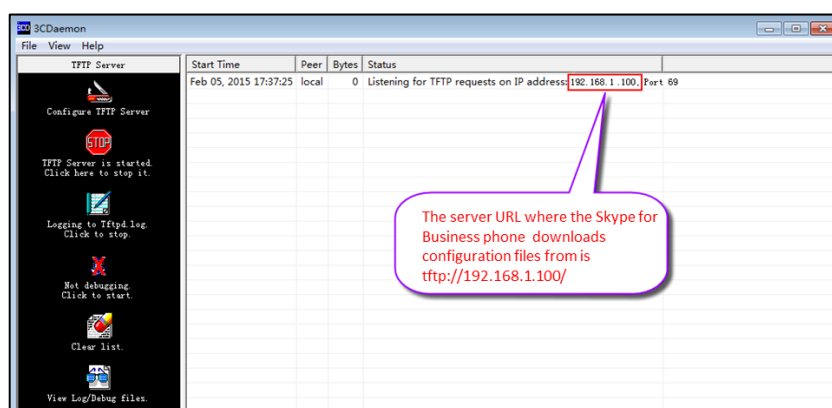 3CDaemon
File View Help
TFTP Server
Configure TFTP Server
STOP
TFTP Server is started.
Click here to stop it.
Logging to Tftpd.log.
Click to stop.
Not debugging.
Click to start.
Clear list.
View Log/Debug files.
Start Time Peer Bytes Status
Feb 05, 2015 17:37:25 local 0 Listening for TFTP requests on IP address: 192.168.1.100, Port 69
The server URL where the Skype for
Business phone downloads
configuration files from is
tftp://192.168.1.100/